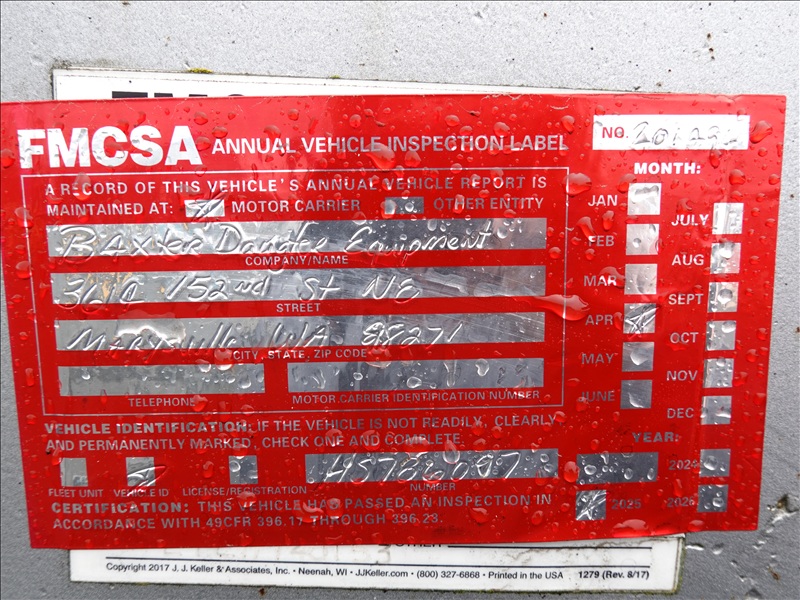 FMCSA ANNUAL VEHICLE INSPECTION LABEL
NO.
A RECORD OF THIS VEHICLE'S ANNUAL VEHICLE REPORT IS
MAINTAINED AT: MOTOR CARRIER OTHER ENTITY
Equipment
COMPANY/NAME
152nd St NE
STREET
WA 98271
CITY, STATE, ZIP CODE
TELEPHONE MOTOR CARRIER IDENTIFICATION NUMBER
VEHICLE IDENTIFICATION: IF THE VEHICLE IS NOT READILY, CLEARLY
AND PERMANENTLY MARKED, CHECK ONE AND COMPLETE.
FLEET UNIT VEHICLE ID LICENSE/REGISTRATION NUMBER
CERTIFICATION: THIS VEHICLE HAS PASSED AN INSPECTION IN
ACCORDANCE WITH 49CFR 396.17 THROUGH 396.23.
MONTH:
JAN
FEB
MAR
APR
MAY
JUNE
JULY
AUG
SEPT
OCT
NOV
DEC
YEAR:
2024
2025 2026
OTHER
Copyright 2017 J. J. Keller & Associates, Inc. • Neenah, WI • JJKeller.com • (800) 327-6868 • Printed in the USA 1279 (Rev. 8/17)